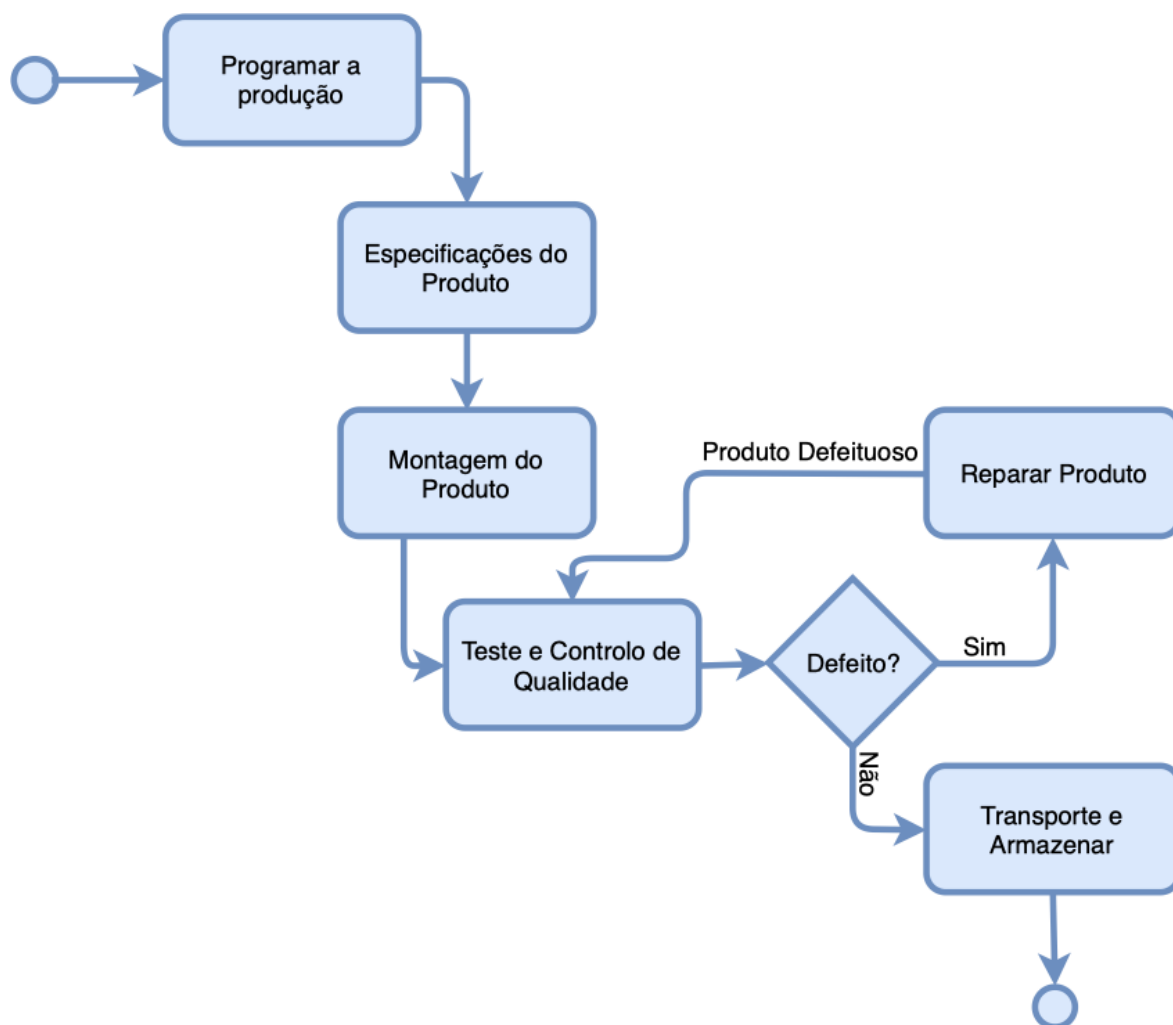 Programar a
produção
Especificações do
Produto
Montagem do
Produto
Produto Defeituoso
Reparar Produto
Teste e Controlo de
Qualidade
Defeito?
Sim
Não
Transporte e
Armazenar